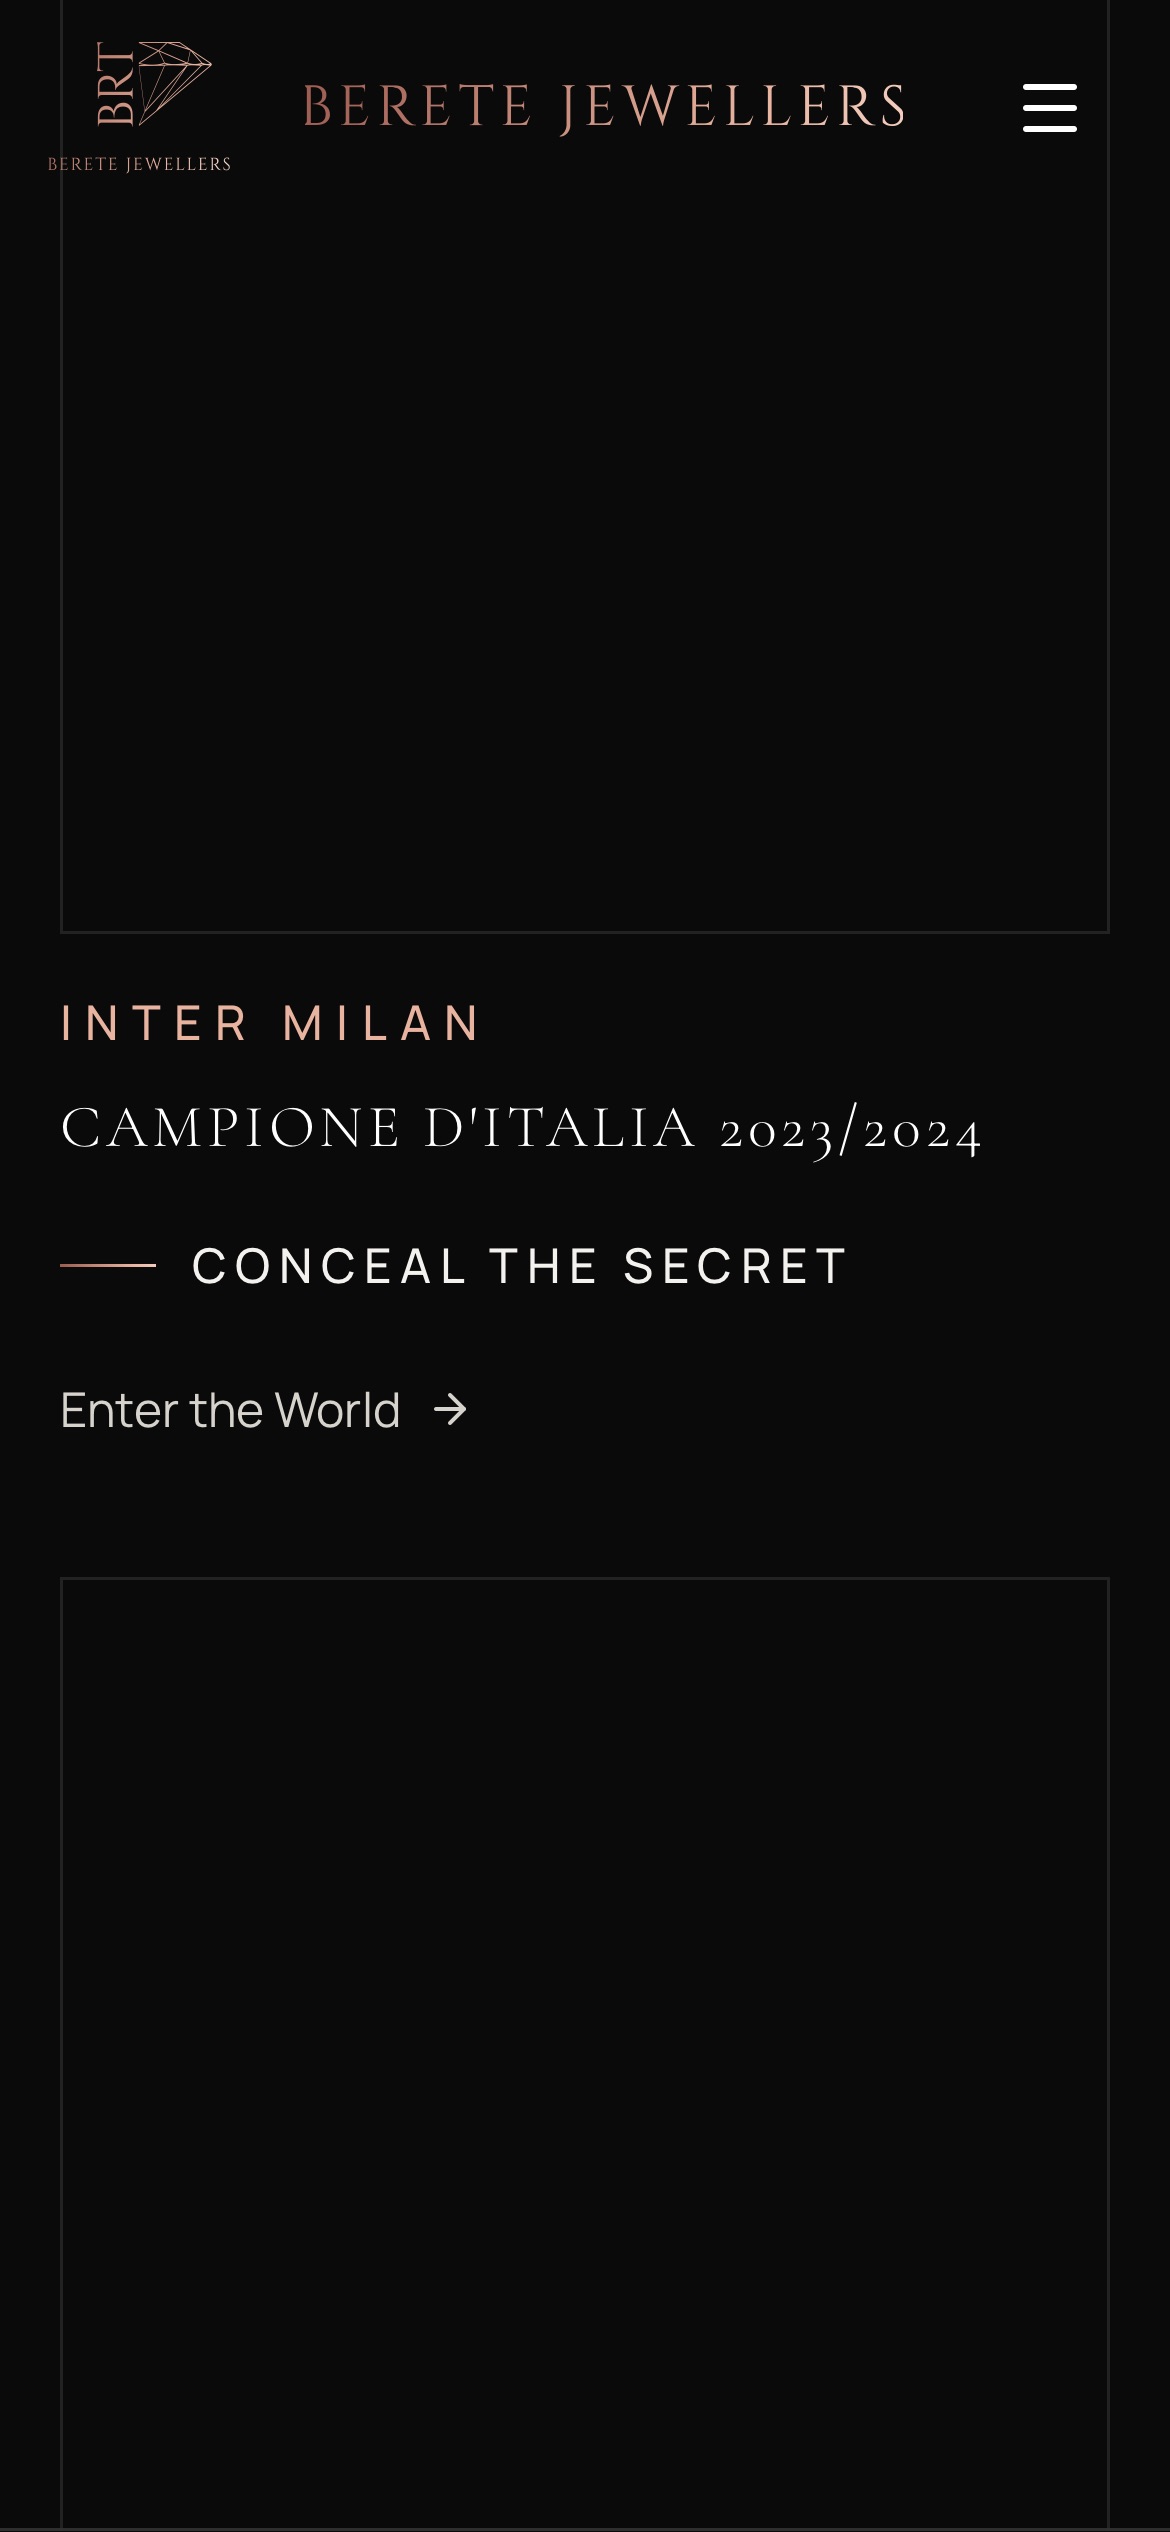 BRT
BERETE JEWELLERS
BERETE JEWELLERS
INTER MILAN
CAMPIONE D'ITALIA 2023/2024
CONCEAL THE SECRET
Enter the World →